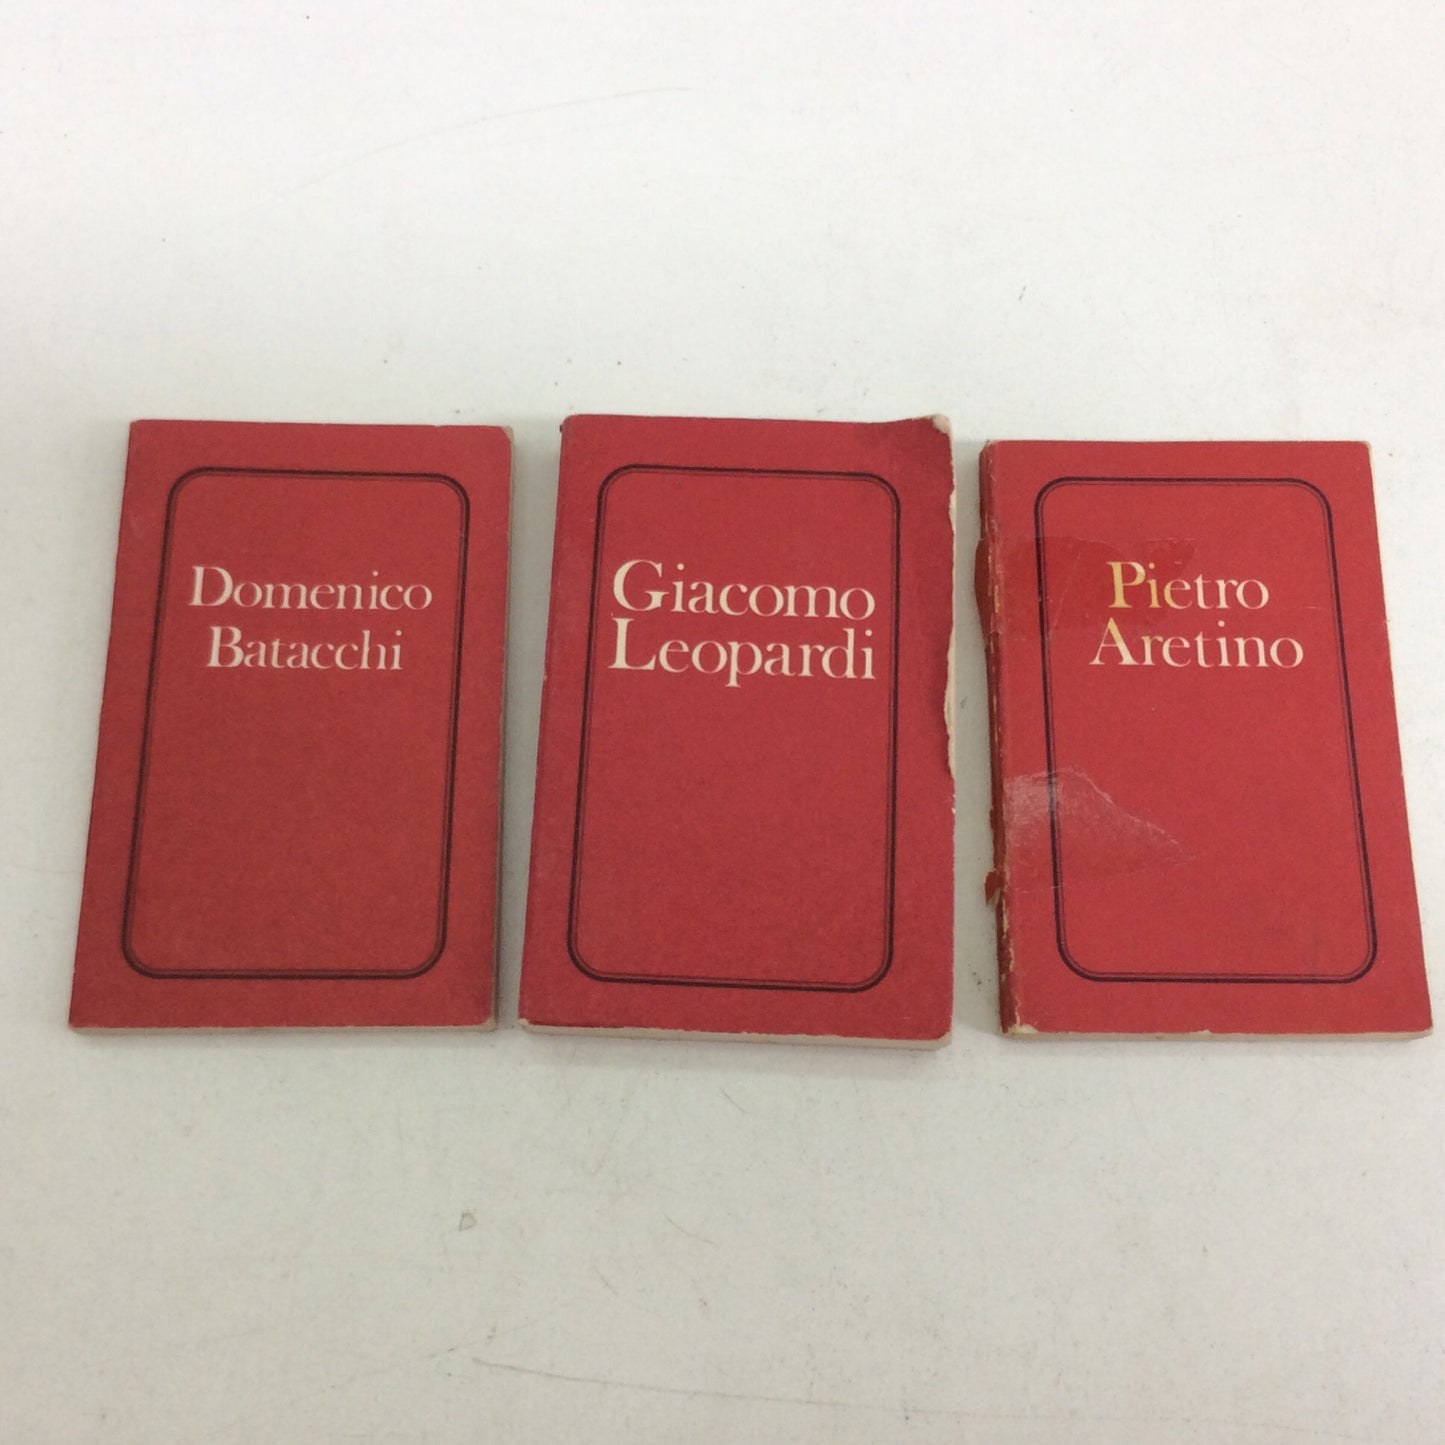 Domenico
Batacchi
Giacomo
Leopardi
Pietro
Aretino